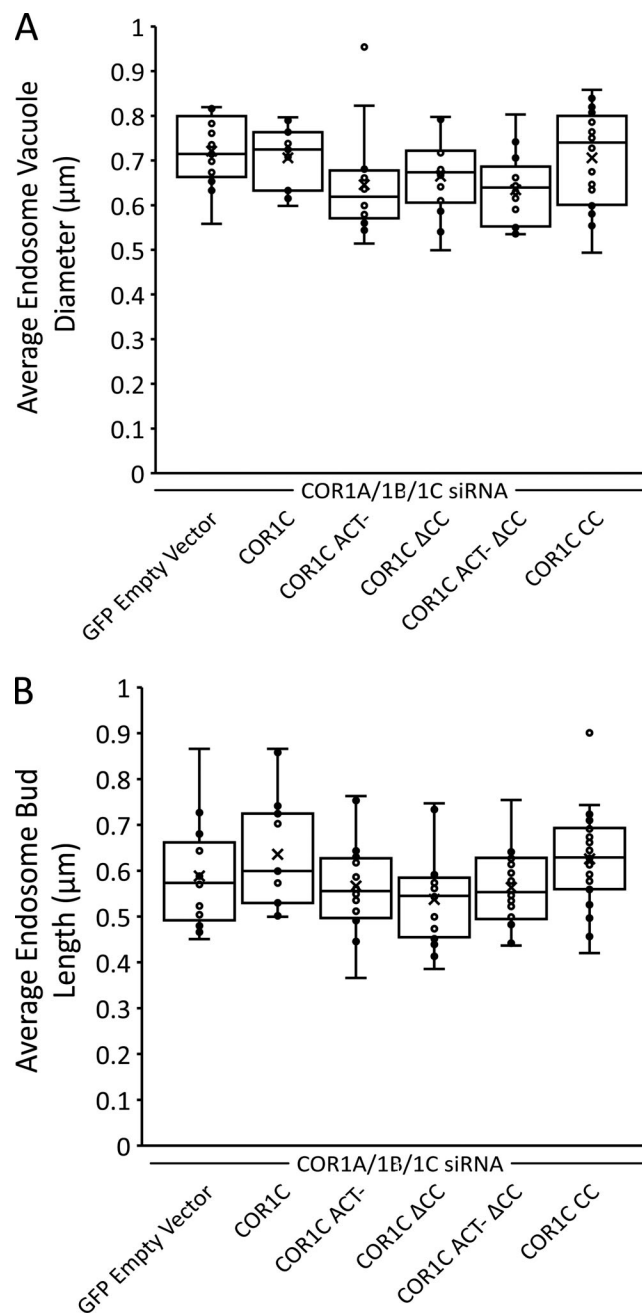 A
Average Endosome Vacuole
Diameter (µm)
1
0.9
0.8
0.7
0.6
0.5
0.4
0.3
0.2
0.1
0
COR1A/1B/1C siRNA
GFP Empty Vector
COR1C
COR1C ACT-
COR1C ΔCC
COR1C ACT- ΔCC
COR1C CC
B
Average Endosome Bud
Length (µm)
1
0.9
0.8
0.7
0.6
0.5
0.4
0.3
0.2
0.1
0
COR1A/1B/1C siRNA
GFP Empty Vector
COR1C
COR1C ACT-
COR1C ΔCC
COR1C ACT- ΔCC
COR1C CC